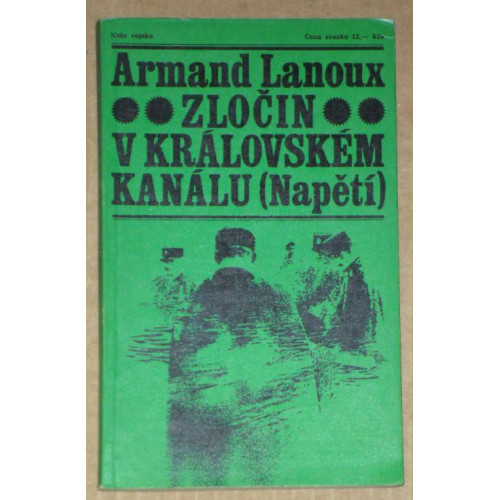 Naše vojsko Cena svazku 22,— Kčs
Armand Lanoux
ZLOČIN
V KRÁLOVSKÉM
KANÁLU (Napětí)